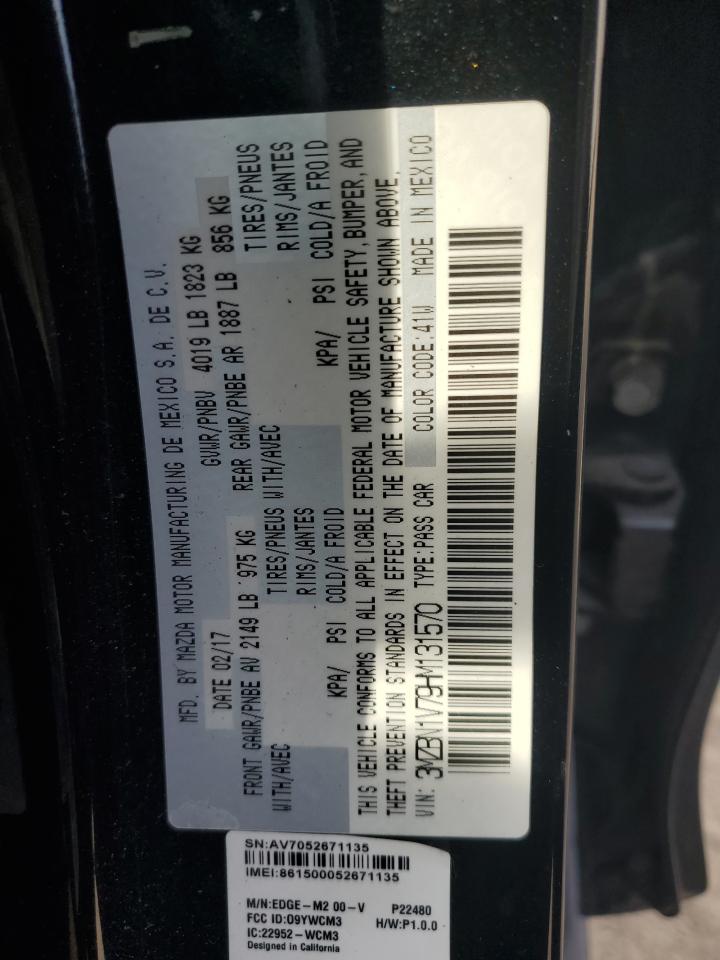 MFD. BY MAZDA MOTOR MANUFACTURING DE MEXICO S.A. DE C.V.
DATE 02/17 GVWR/PNBV 4019 LB 1823 KG
FRONT GAWR/PNBE AV 2149 LB 975 KG REAR GAWR/PNBE AR 1887 LB 856 KG
WITH/AVEC TIRES/PNEUS WITH/AVEC TIRES/PNEUS
RIMS/JANTES RIMS/JANTES
KPA/ PSI COLD/A FROID KPA/ PSI COLD/A FROID
THIS VEHICLE CONFORMS TO ALL APPLICABLE FEDERAL MOTOR VEHICLE SAFETY, BUMPER, AND
THEFT PREVENTION STANDARDS IN EFFECT ON THE DATE OF MANUFACTURE SHOWN ABOVE.
VIN: 3MZBN1V79HM131570 TYPE:PASS CAR COLOR CODE:41W MADE IN MEXICO
SN:AV7052671135
IMEI:861500052671135
M/N:EDGE-M2 00-V P22480
FCC ID:O9YWCM3 H/W:P1.0.0
IC:22952-WCM3
Designed in California